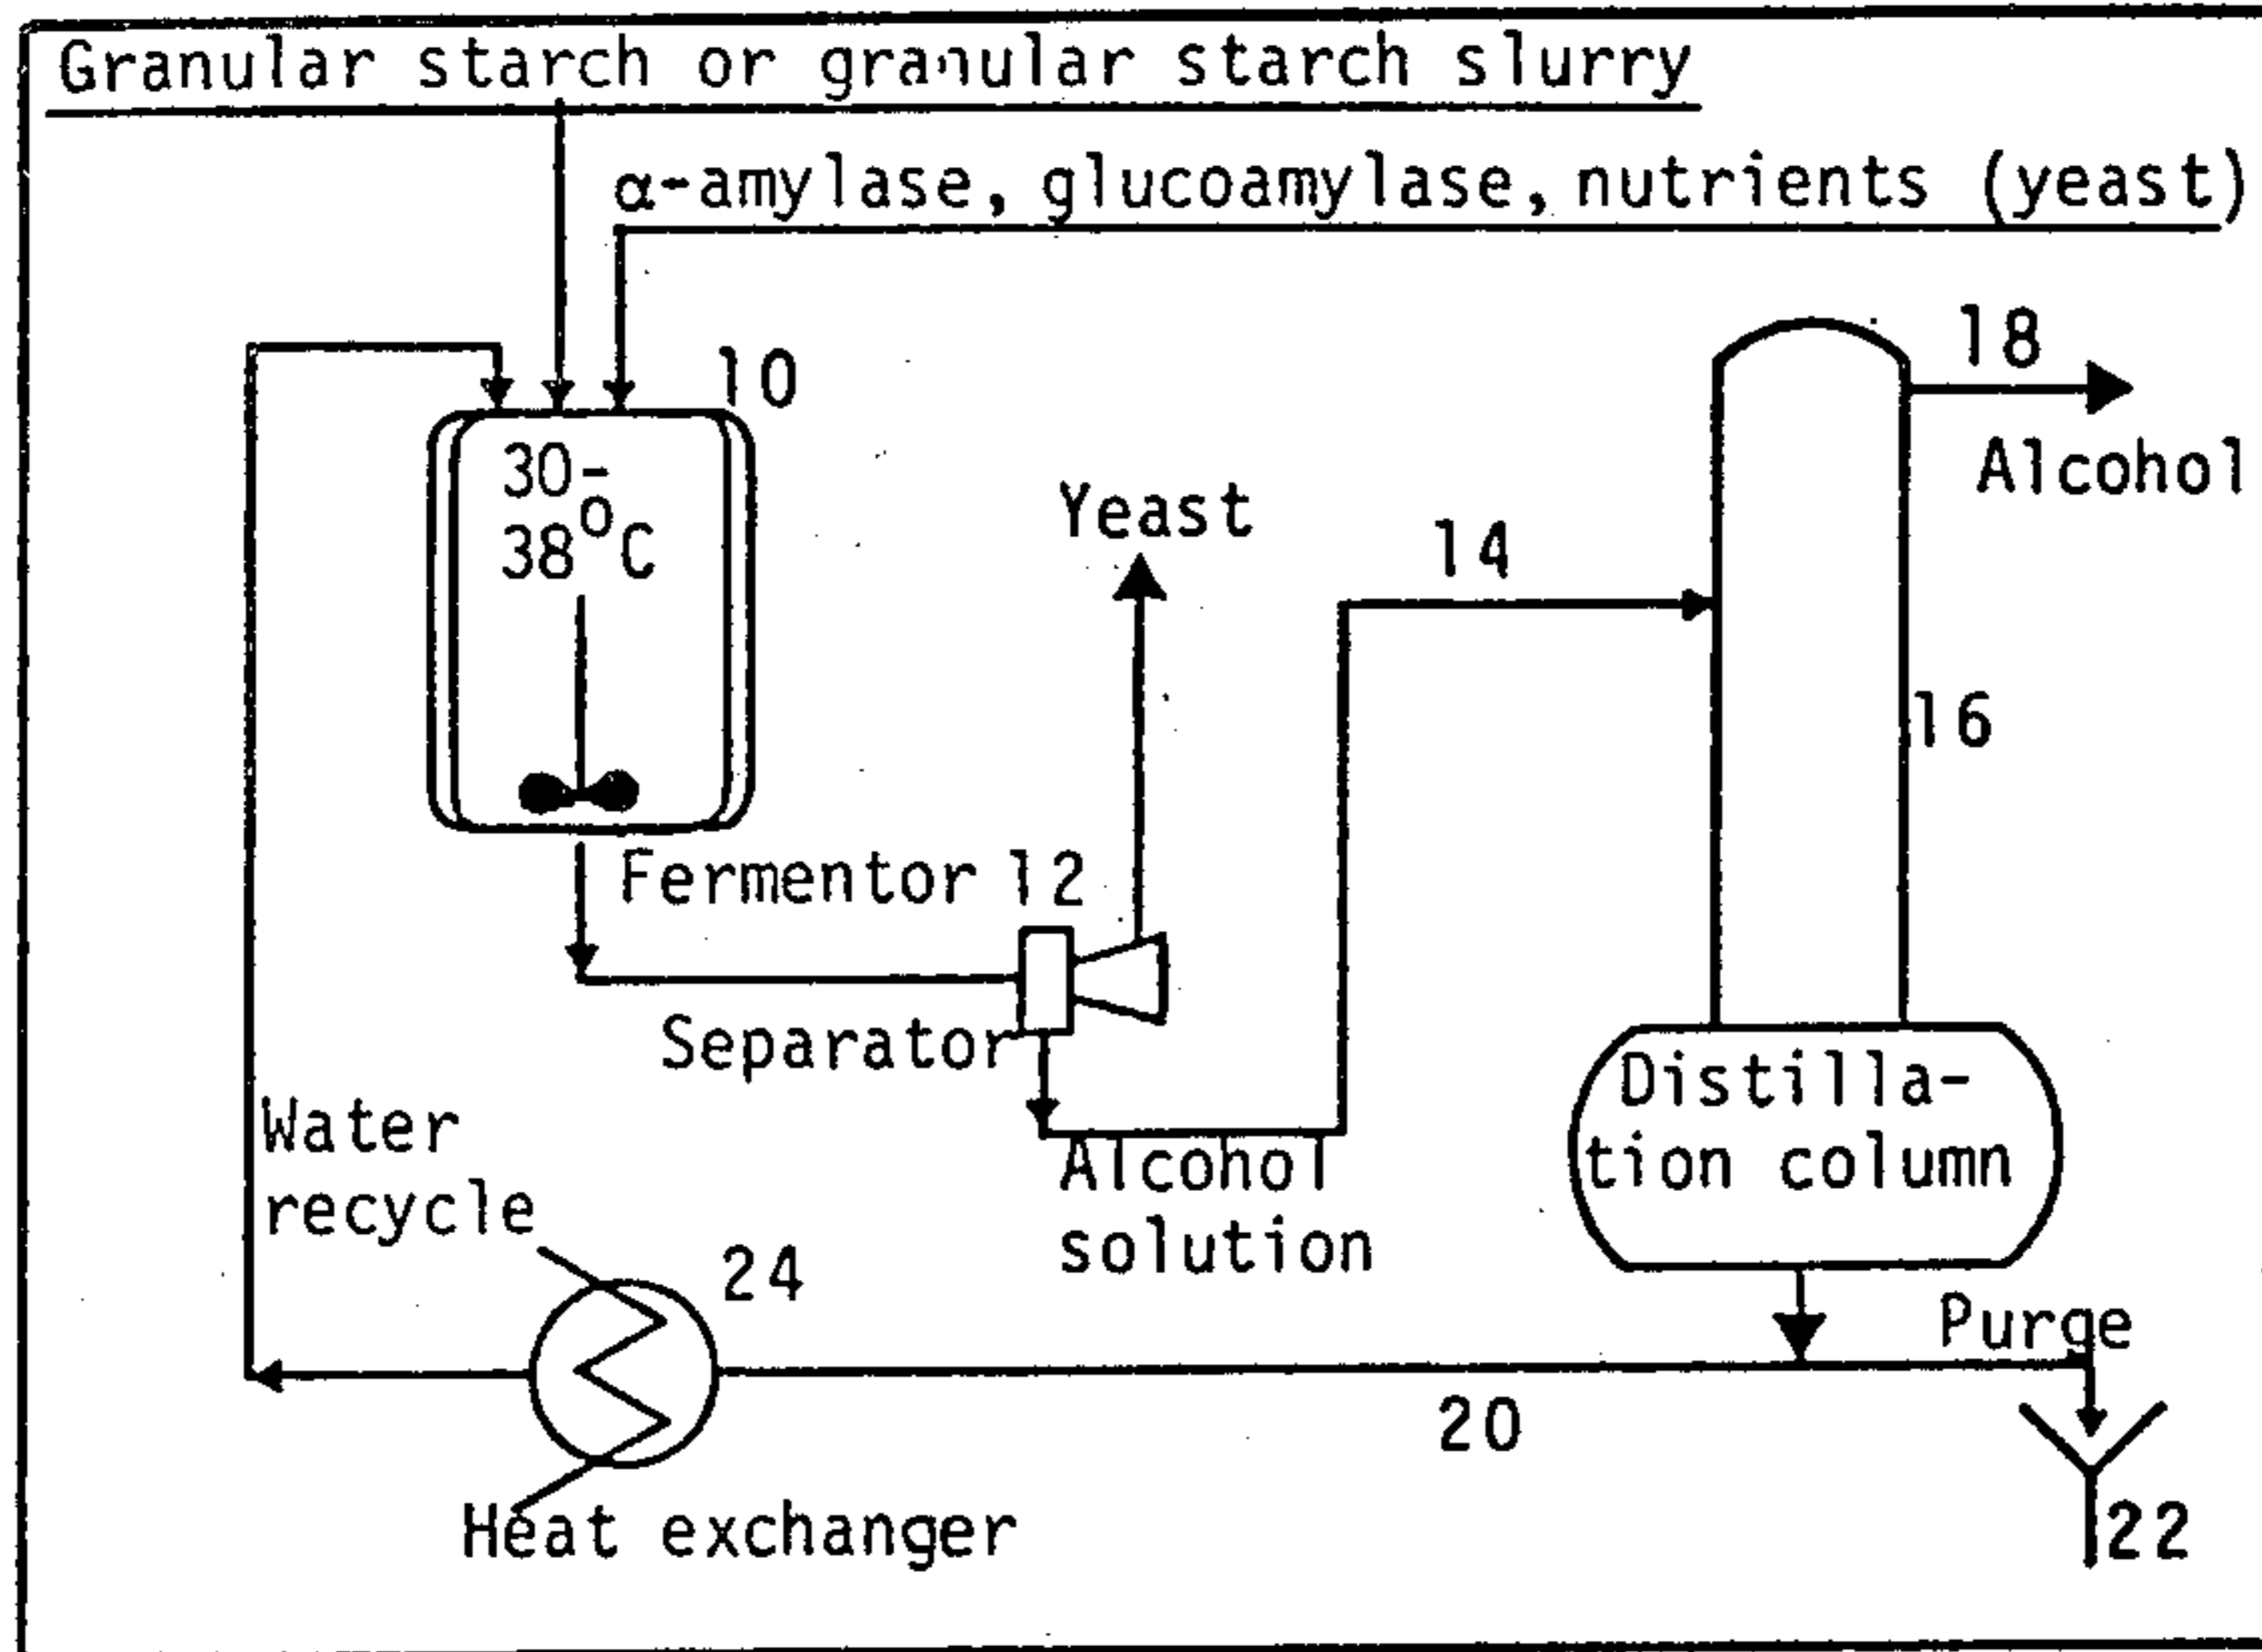 Granular starch or granular starch slurry
α-amylase, glucoamylase, nutrients (yeast)
10
18
30-
38°C
Alcohol
Yeast
14
16
Fermentor 12
Separator
Distilla-
tion column
Water
recycle
Alcohol
solution
24
Purge
20
Heat exchanger
22